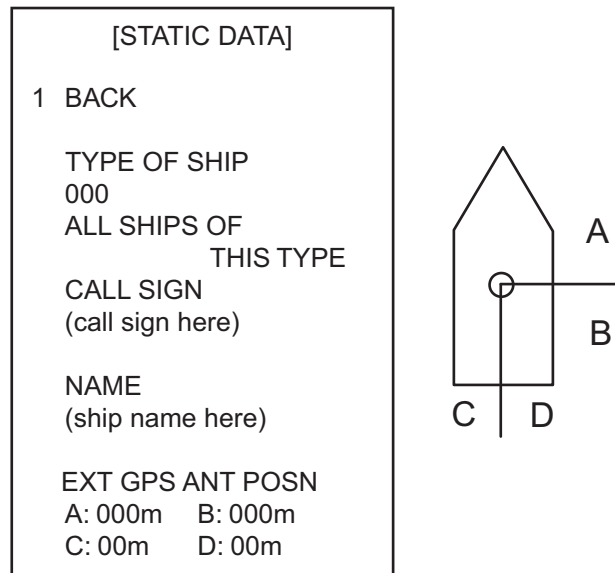 [STATIC DATA]
1 BACK
TYPE OF SHIP
000
ALL SHIPS OF
THIS TYPE
CALL SIGN
(call sign here)
NAME
(ship name here)
EXT GPS ANT POSN
A: 000m B: 000m
C: 00m D: 00m
A
B
C D